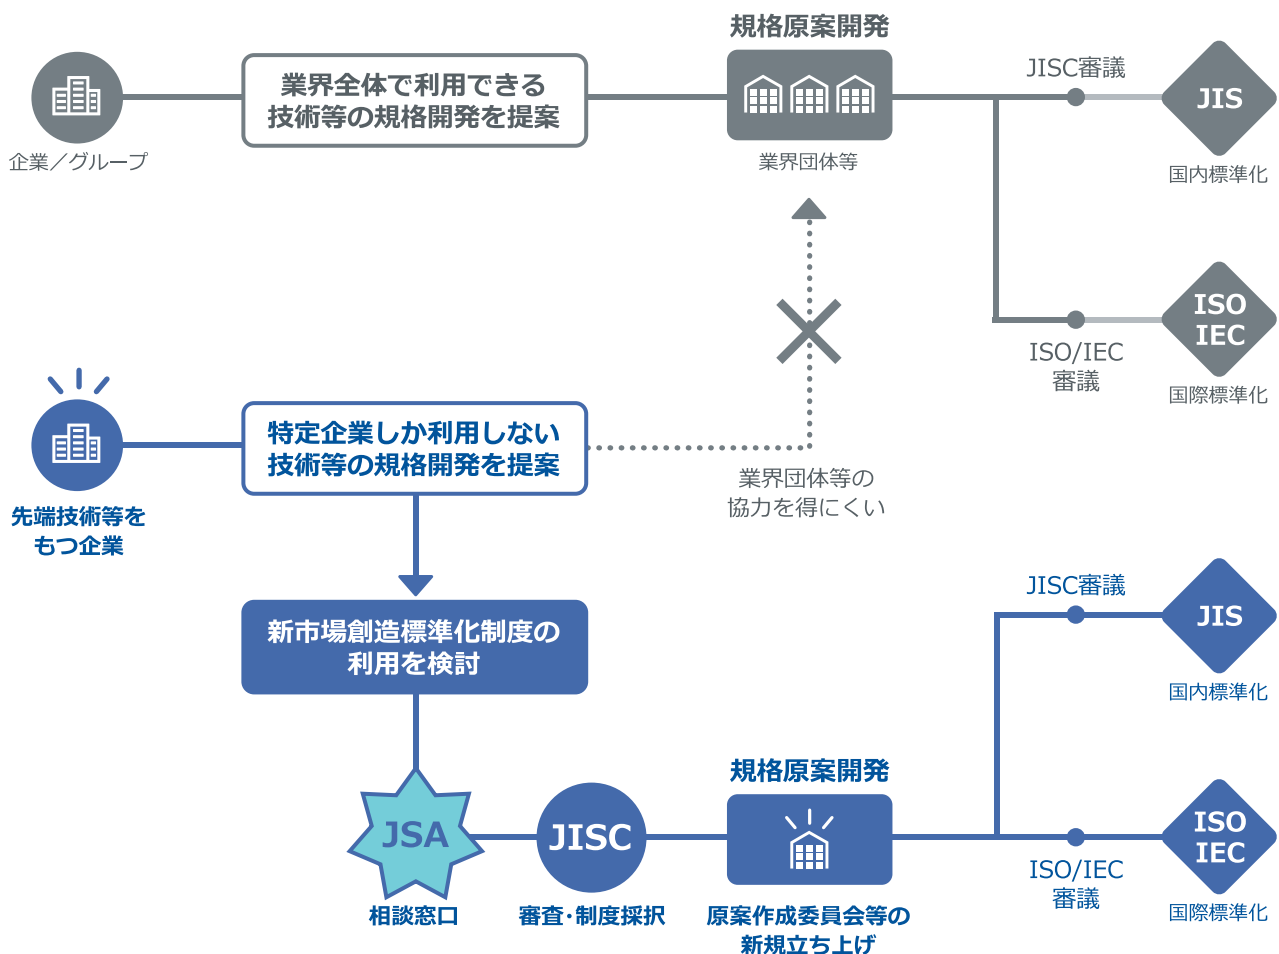 規格原案開発
業界全体で利用できる
技術等の規格開発を提案
企業／グループ
業界団体等
JISC審議
JIS
国内標準化
ISO
IEC
ISO/IEC
審議
国際標準化
特定企業しか利用しない
技術等の規格開発を提案
先端技術等を
もつ企業
業界団体等の
協力を得にくい
新市場創造標準化制度の
利用を検討
JSA
相談窓口
JISC
審査・制度採択
規格原案開発
原案作成委員会等の
新規立ち上げ
JISC審議
JIS
国内標準化
ISO
IEC
ISO/IEC
審議
国際標準化